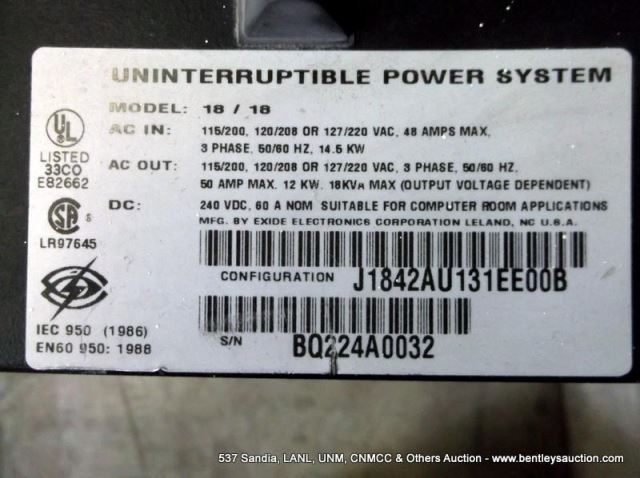 UNINTERRUPTIBLE POWER SYSTEM
MODEL: 18 / 18
AC IN: 115/200, 120/208 OR 127/220 VAC, 48 AMPS MAX.
3 PHASE, 50/60 HZ, 14.5 KW
AC OUT: 115/200, 120/208 OR 127/220 VAC, 3 PHASE, 50/60 HZ.
50 AMP MAX. 12 KW. 18KVA MAX (OUTPUT VOLTAGE DEPENDENT)
DC: 240 VDC, 60 A NOM SUITABLE FOR COMPUTER ROOM APPLICATIONS
MFG. BY EXIDE ELECTRONICS CORPORATION LELAND, NC U.S.A.
UL
LISTED
33CO
E82662
SA S
LR97645
CONFIGURATION J1842AU131EE00B
IEC 950 (1986)
EN60 950: 1988
S/N BQ224A0032
537 Sandia, LANL, UNM, CNMCC & Others Auction - www.bentleysauction.com